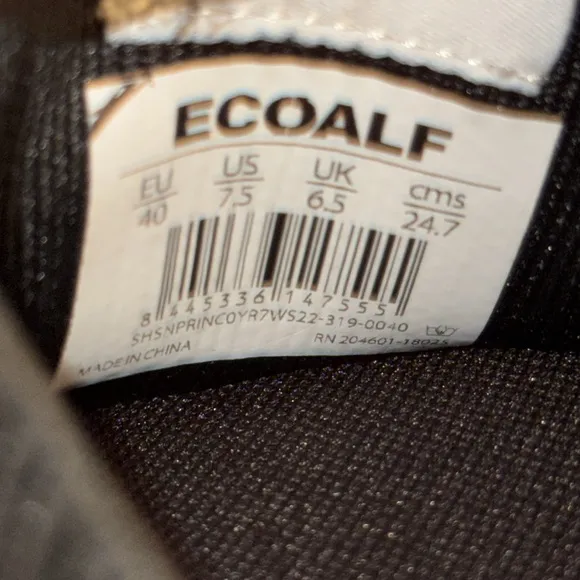 ECOALF
EU US UK cms
40 7.5 6.5 24.7
8 445336 147555
SHSNPRINC0YR7WS22-319-0040
MADE IN CHINA RN 204601-18025